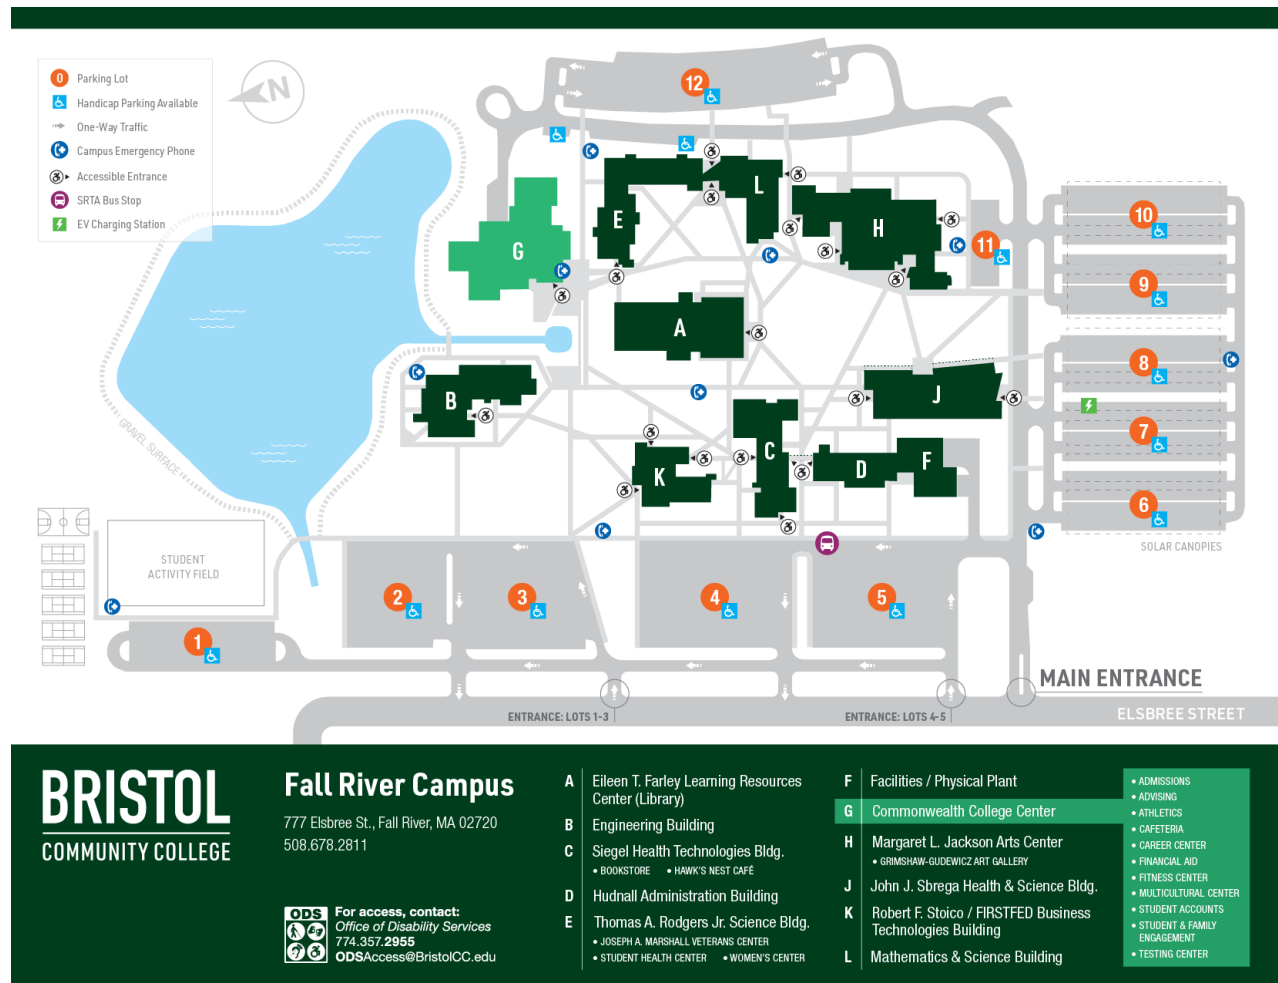 0 Parking Lot
Handicap Parking Available
One-Way Traffic
Campus Emergency Phone
Accessible Entrance
SRTA Bus Stop
EV Charging Station
N
12
L
E
H
G
11
10
9
A
8
B
J
7
C
K
D
F
6
GRAVEL SURFACE
SOLAR CANOPIES
STUDENT
ACTIVITY FIELD
2
3
4
5
1
MAIN ENTRANCE
ENTRANCE: LOTS 1-3
ENTRANCE: LOTS 4-5
ELSBREE STREET
BRISTOL
COMMUNITY COLLEGE
Fall River Campus
777 Elsbree St., Fall River, MA 02720
508.678.2811
ODS
For access, contact:
Office of Disability Services
774.357.2955
ODSAccess@BristolCC.edu
A Eileen T. Farley Learning Resources
Center (Library)
B Engineering Building
C Siegel Health Technologies Bldg.
• BOOKSTORE • HAWK'S NEST CAFÉ
D Hudnall Administration Building
E Thomas A. Rodgers Jr. Science Bldg.
• JOSEPH A. MARSHALL VETERANS CENTER
• STUDENT HEALTH CENTER • WOMEN'S CENTER
F Facilities / Physical Plant
G Commonwealth College Center
H Margaret L. Jackson Arts Center
• GRIMSHAW-GUDEWICZ ART GALLERY
J John J. Sbrega Health & Science Bldg.
K Robert F. Stoico / FIRSTFED Business
Technologies Building
L Mathematics & Science Building
• ADMISSIONS
• ADVISING
• ATHLETICS
• CAFETERIA
• CAREER CENTER
• FINANCIAL AID
• FITNESS CENTER
• MULTICULTURAL CENTER
• STUDENT ACCOUNTS
• STUDENT & FAMILY
ENGAGEMENT
• TESTING CENTER